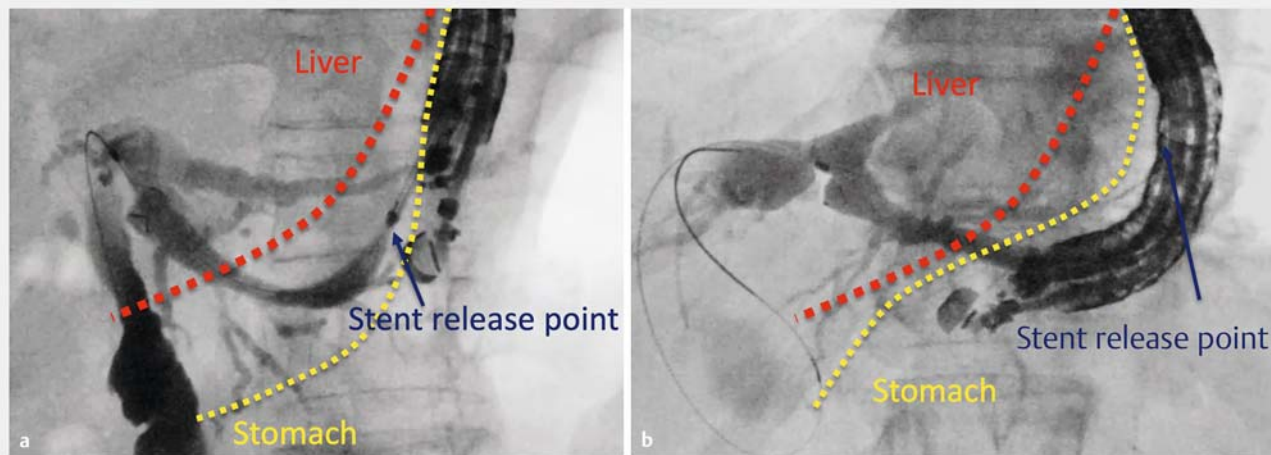 Liver
Stent release point
Stomach
a
Liver
Stent release point
Stomach
b